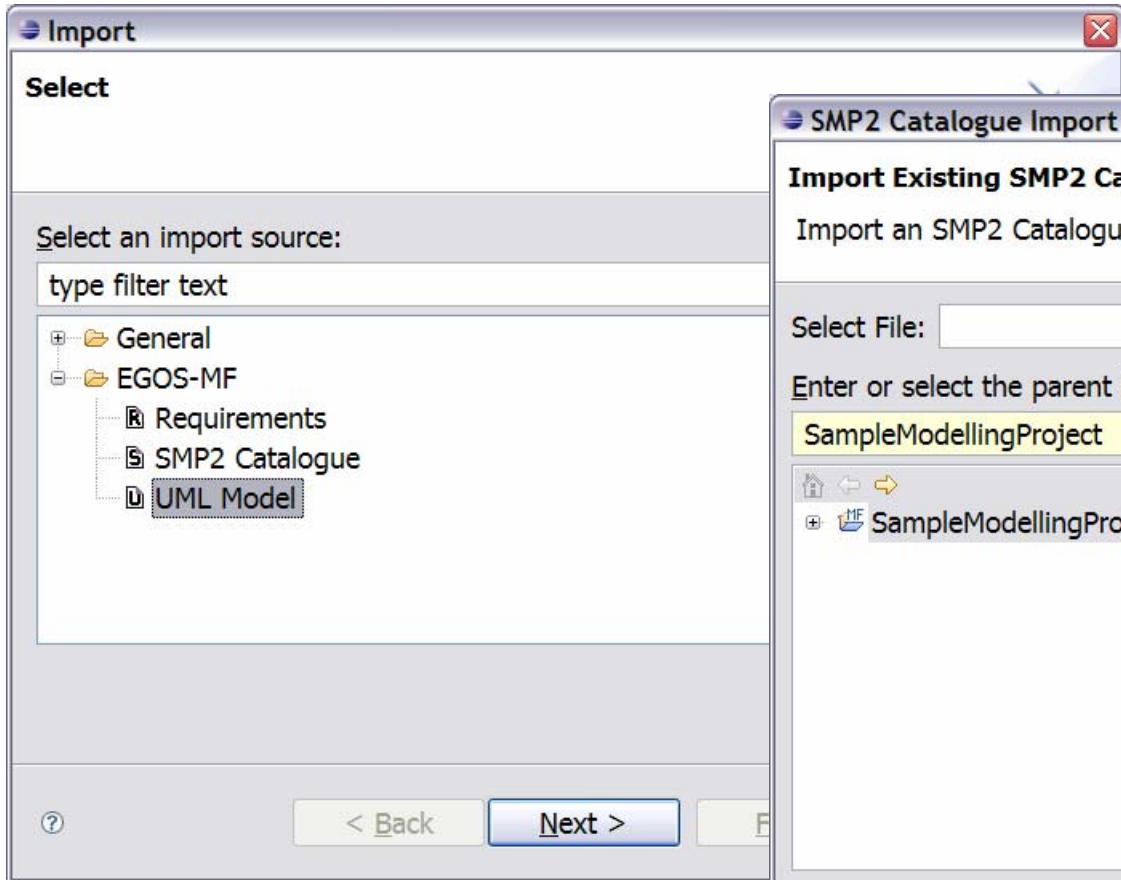 Import
Select
Select an import source:
type filter text
General
EGOS-MF
Requirements
SMP2 Catalogue
UML Model
< Back
Next >
F
SMP2 Catalogue Import
Import Existing SMP2 Ca
Import an SMP2 Catalogu
Select File:
Enter or select the parent
SampleModellingProject
SampleModellingPro